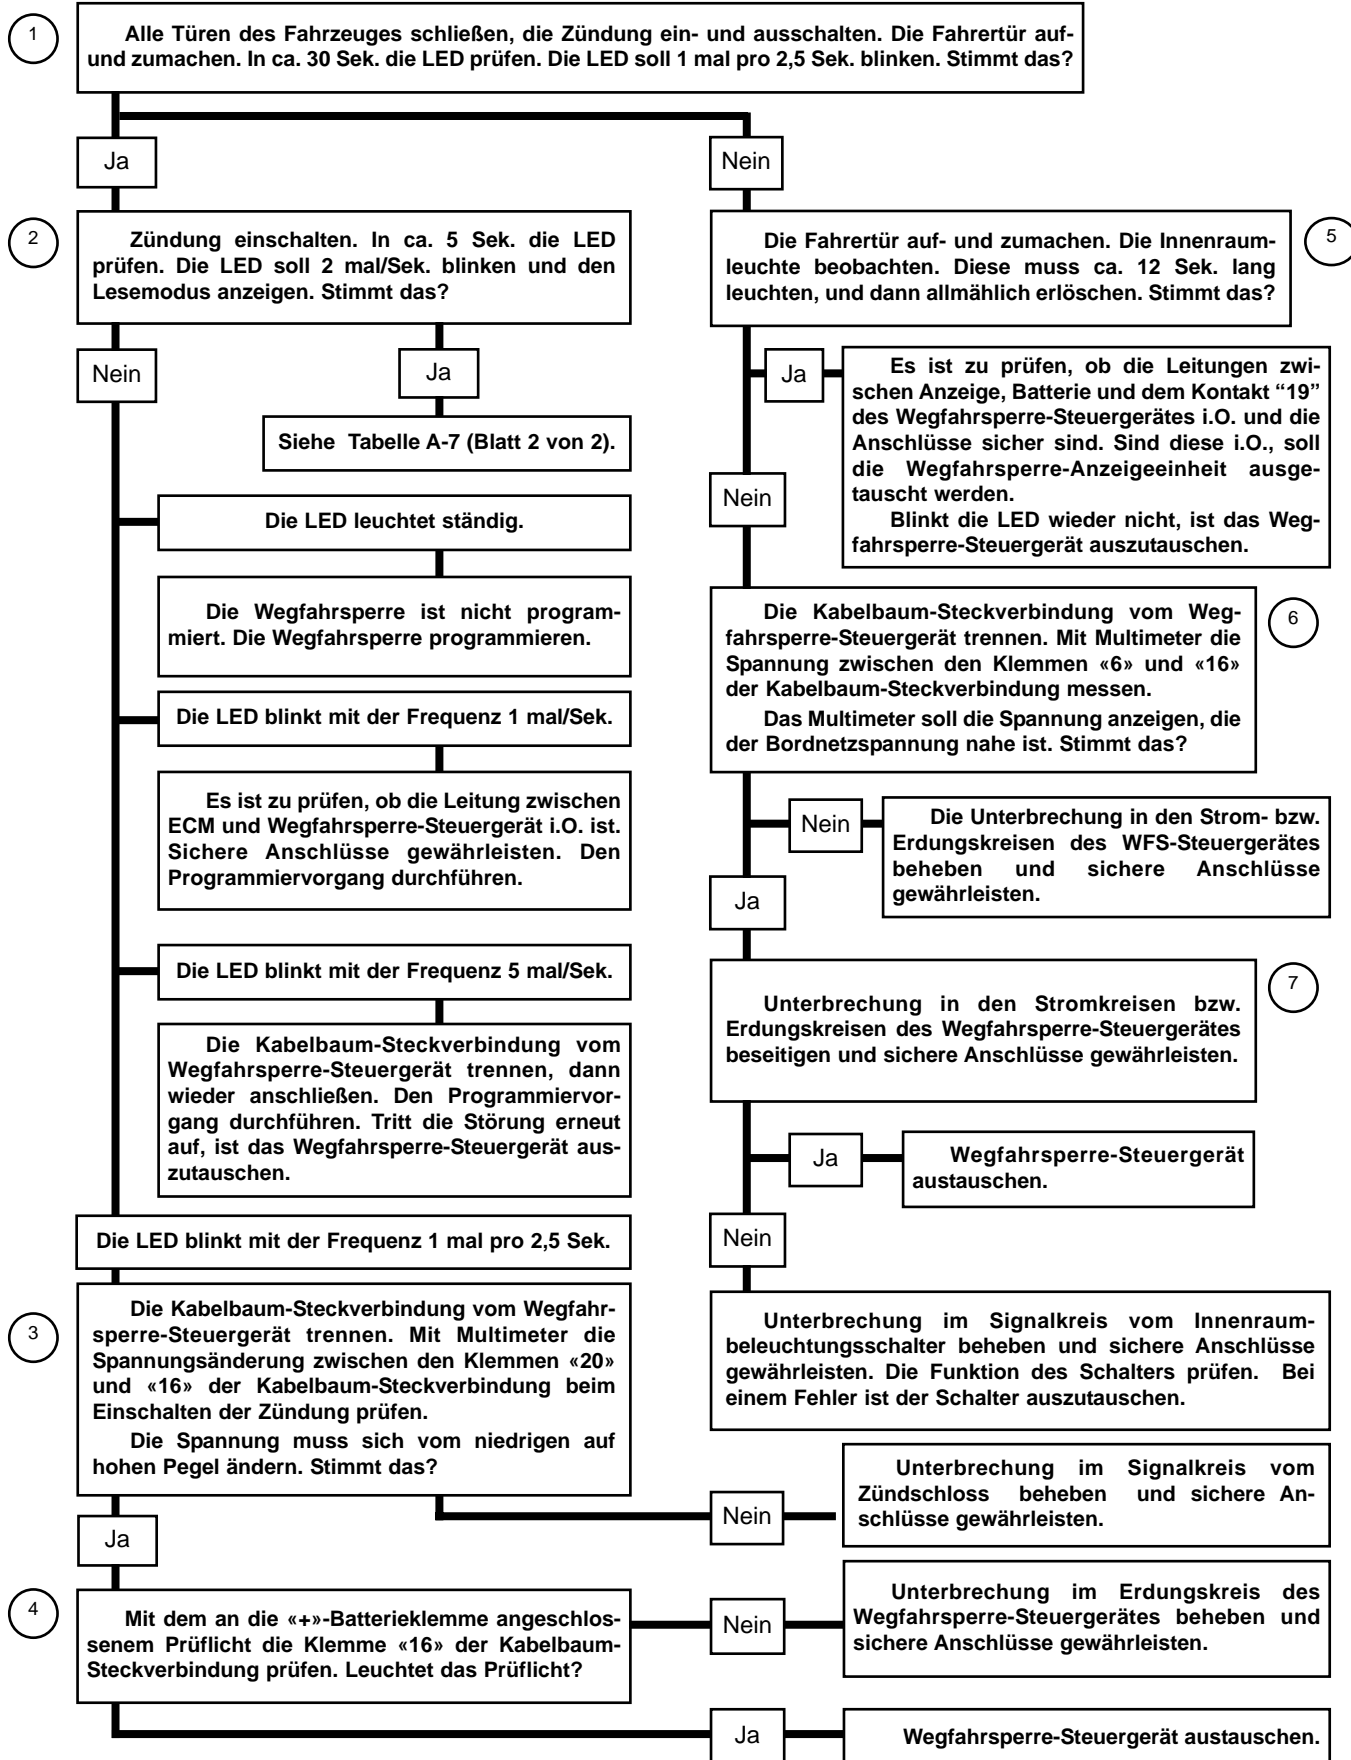 1
Alle Türen des Fahrzeuges schließen, die Zündung ein- und ausschalten. Die Fahrertür auf-
und zumachen. In ca. 30 Sek. die LED prüfen. Die LED soll 1 mal pro 2,5 Sek. blinken. Stimmt das?
Ja
Nein
2
Zündung einschalten. In ca. 5 Sek. die LED
prüfen. Die LED soll 2 mal/Sek. blinken und den
Lesemodus anzeigen. Stimmt das?
Nein
Ja
Siehe Tabelle A-7 (Blatt 2 von 2).
Die LED leuchtet ständig.
Die Wegfahrsperre ist nicht program-
miert. Die Wegfahrsperre programmieren.
Die LED blinkt mit der Frequenz 1 mal/Sek.
Es ist zu prüfen, ob die Leitung zwischen
ECM und Wegfahrsperre-Steuergerät i.O. ist.
Sichere Anschlüsse gewährleisten. Den
Programmiervorgang durchführen.
Die LED blinkt mit der Frequenz 5 mal/Sek.
Die Kabelbaum-Steckverbindung vom
Wegfahrsperre-Steuergerät trennen, dann
wieder anschließen. Den Programmiervor-
gang durchführen. Tritt die Störung erneut
auf, ist das Wegfahrsperre-Steuergerät aus-
zutauschen.
Die LED blinkt mit der Frequenz 1 mal pro 2,5 Sek.
3
Die Kabelbaum-Steckverbindung vom Wegfahr-
sperre-Steuergerät trennen. Mit Multimeter die
Spannungsänderung zwischen den Klemmen «20»
und «16» der Kabelbaum-Steckverbindung beim
Einschalten der Zündung prüfen.
Die Spannung muss sich vom niedrigen auf
hohen Pegel ändern. Stimmt das?
Ja
4
Mit dem an die «+»-Batterieklemme angeschlos-
senem Prüflicht die Klemme «16» der Kabelbaum-
Steckverbindung prüfen. Leuchtet das Prüflicht?
5
Die Fahrertür auf- und zumachen. Die Innenraum-
leuchte beobachten. Diese muss ca. 12 Sek. lang
leuchten, und dann allmählich erlöschen. Stimmt das?
Ja
Es ist zu prüfen, ob die Leitungen zwi-
schen Anzeige, Batterie und dem Kontakt “19”
des Wegfahrsperre-Steuergerätes i.O. und die
Anschlüsse sicher sind. Sind diese i.O., soll
die Wegfahrsperre-Anzeigeeinheit ausge-
tauscht werden.
Blinkt die LED wieder nicht, ist das Weg-
fahrsperre-Steuergerät auszutauschen.
Nein
6
Die Kabelbaum-Steckverbindung vom Weg-
fahrsperre-Steuergerät trennen. Mit Multimeter die
Spannung zwischen den Klemmen «6» und «16»
der Kabelbaum-Steckverbindung messen.
Das Multimeter soll die Spannung anzeigen, die
der Bordnetzspannung nahe ist. Stimmt das?
Nein
Die Unterbrechung in den Strom- bzw.
Erdungskreisen des WFS-Steuergerätes
beheben und sichere Anschlüsse
gewährleisten.
Ja
7
Unterbrechung in den Stromkreisen bzw.
Erdungskreisen des Wegfahrsperre-Steuergerätes
beseitigen und sichere Anschlüsse gewährleisten.
Ja
Wegfahrsperre-Steuergerät
austauschen.
Nein
Unterbrechung im Signalkreis vom Innenraum-
beleuchtungsschalter beheben und sichere Anschlüsse
gewährleisten. Die Funktion des Schalters prüfen. Bei
einem Fehler ist der Schalter auszutauschen.
Nein
Unterbrechung im Signalkreis vom
Zündschloss beheben und sichere An-
schlüsse gewährleisten.
Nein
Unterbrechung im Erdungskreis des
Wegfahrsperre-Steuergerätes beheben und
sichere Anschlüsse gewährleisten.
Ja
Wegfahrsperre-Steuergerät austauschen.